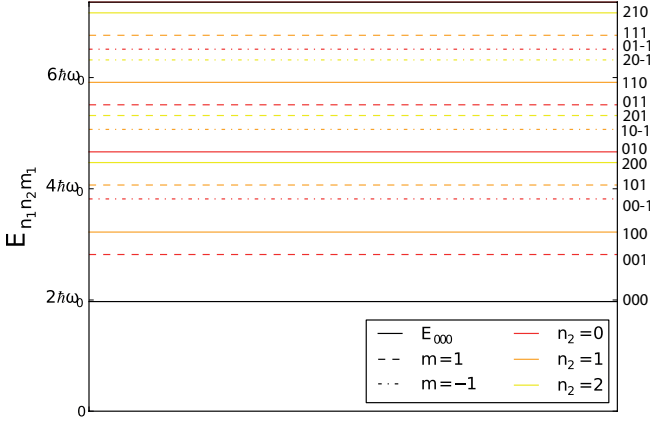 210
111
01-1
20-1
6ħω₀
110
011
201
10-1
010
200
4ħω₀
101
00-1
E n₁n₂m₁
100
001
2ħω₀
000
E₀₀₀
n₂=0
m=1
n₂=1
m=−1
n₂=2
0